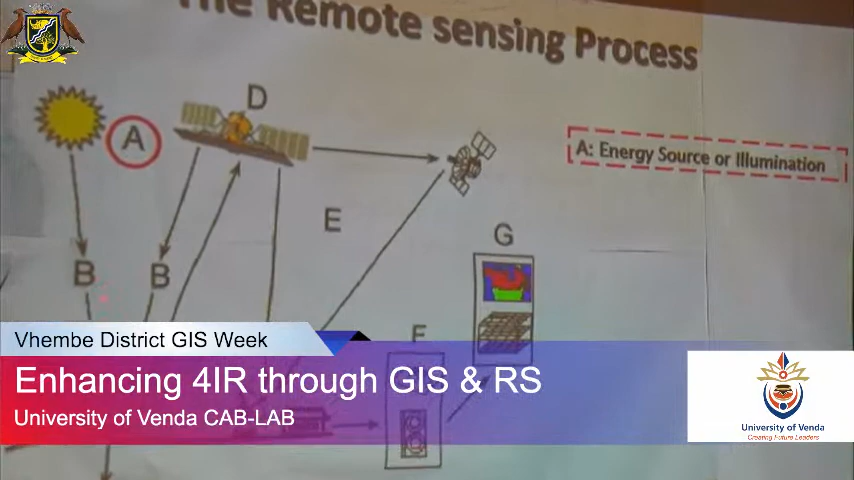 The Remote sensing Process
D
A
A: Energy Source or Illumination
E
G
B
B
F
Vhembe District GIS Week
Enhancing 4IR through GIS & RS
University of Venda CAB-LAB
University of Venda
Creating Future Leaders